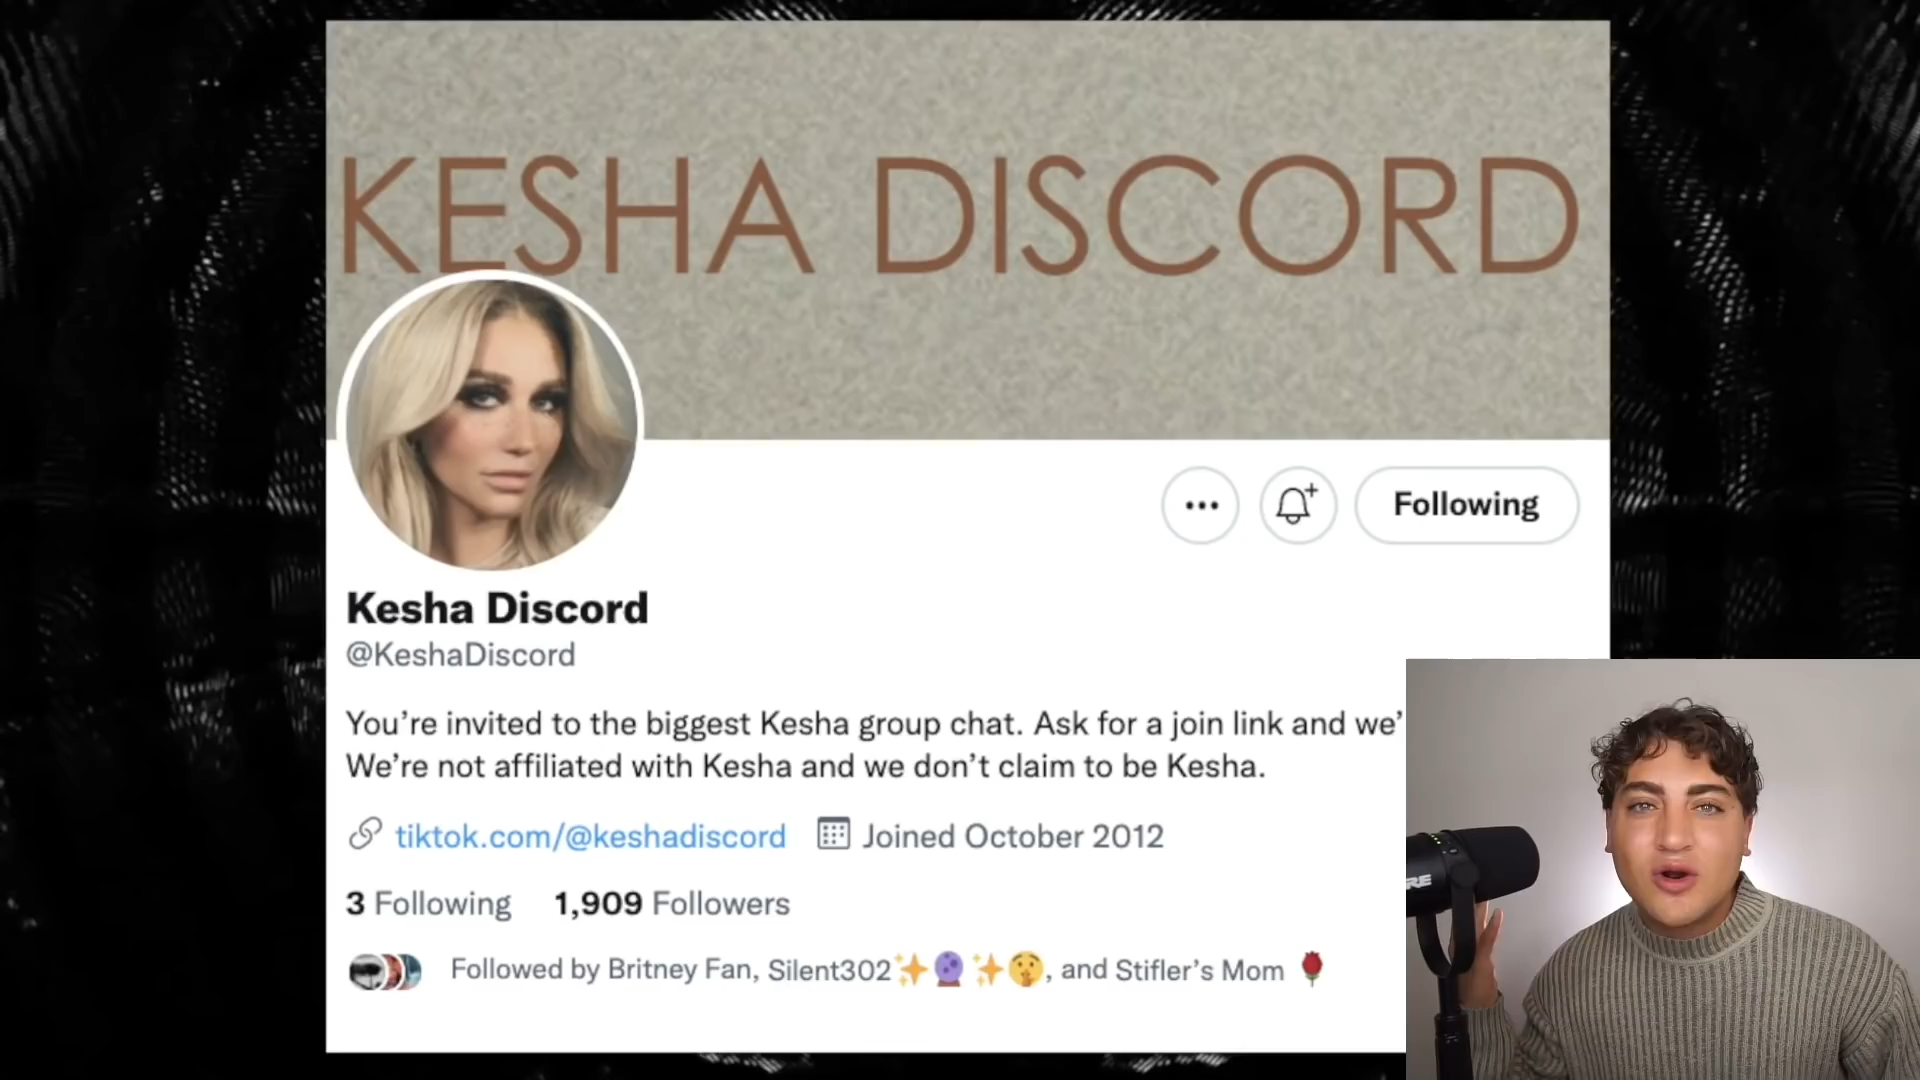 KESHA DISCORD
Following
Kesha Discord
@KeshaDiscord
You’re invited to the biggest Kesha group chat. Ask for a join link and we’
We’re not affiliated with Kesha and we don’t claim to be Kesha.
tiktok.com/@keshadiscord Joined October 2012
3 Following 1,909 Followers
Followed by Britney Fan, Silent302✨🔮✨🤫, and Stifler’s Mom 🌹